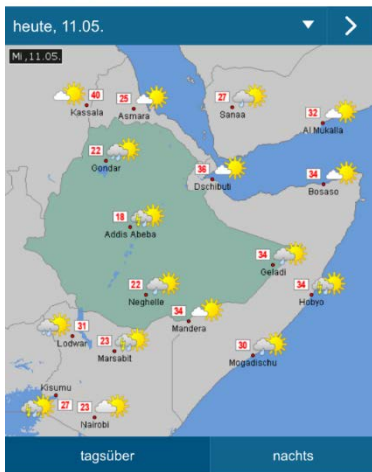 heute, 11.05.
Mi,11.05.
40
Kassala
25
Asmara
27
Sanaa
32
Al Mukalla
22
Gondar
36
Dschibuti
34
Bosaso
18
Addis Abeba
34
Geladi
22
Neghelle
34
Hobyo
34
Mandera
31
Lodwar
23
Marsabit
30
Mogadischu
Kisumu
27
23
Nairobi
tagsüber
nachts